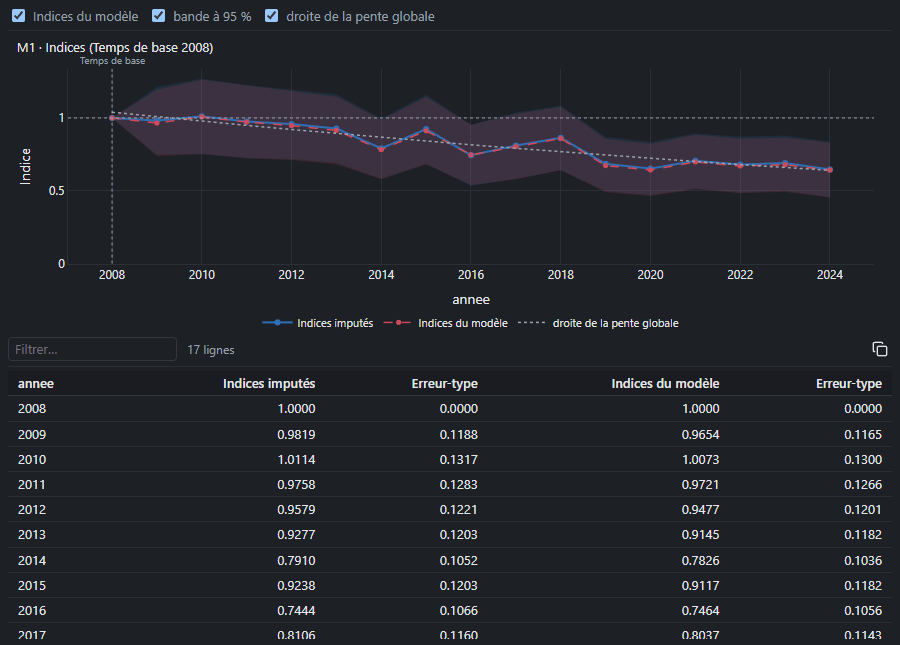 Indices du modèle bande à 95 % droite de la pente globale
M1 · Indices (Temps de base 2008)
Temps de base
1
0.5
0
Indice
2008 2010 2012 2014 2016 2018 2020 2022 2024
annee
Indices imputés Indices du modèle droite de la pente globale
Filtrer... 17 lignes
annee Indices imputés Erreur-type Indices du modèle Erreur-type
2008 1.0000 0.0000 1.0000 0.0000
2009 0.9819 0.1188 0.9654 0.1165
2010 1.0114 0.1317 1.0073 0.1300
2011 0.9758 0.1283 0.9721 0.1266
2012 0.9579 0.1221 0.9477 0.1201
2013 0.9277 0.1203 0.9145 0.1182
2014 0.7910 0.1052 0.7826 0.1036
2015 0.9238 0.1203 0.9117 0.1182
2016 0.7444 0.1066 0.7464 0.1056
2017 0.8106 0.1160 0.8037 0.1143